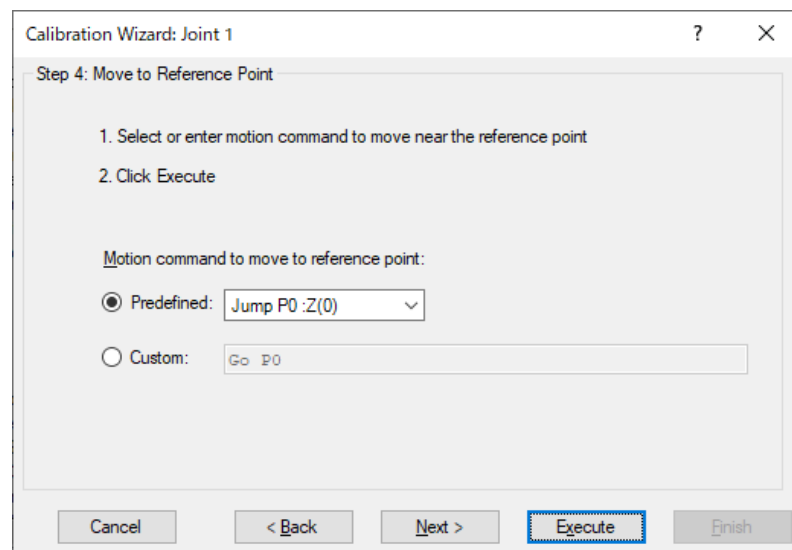 Calibration Wizard: Joint 1 ?
Step 4: Move to Reference Point
1. Select or enter motion command to move near the reference point
2. Click Execute
Motion command to move to reference point:
Predefined: Jump P0 :Z(0)
Custom: Go P0
Cancel < Back Next > Execute Finish